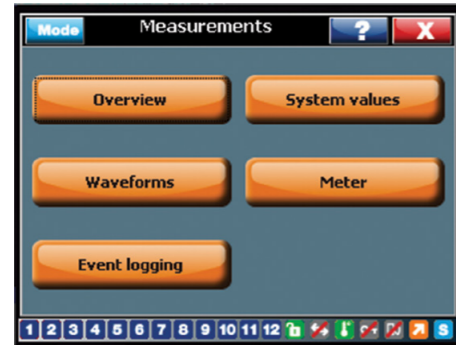 Mode Measurements ? X
Overview System values
Waveforms Meter
Event logging
1 2 3 4 5 6 7 8 9 10 11 12 S